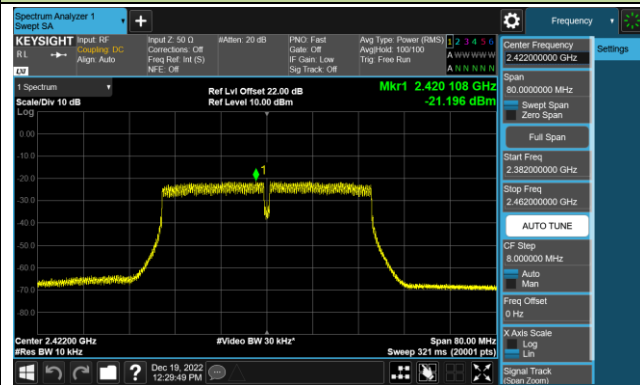 Spectrum Analyzer 1
Swept SA
+
Frequency
KEYSIGHT
Input: RF
Coupling: DC
Align: Auto
RL
LXI
Input Z: 50 Ω
Corrections: Off
Freq Ref: Int (S)
NFE: Off
#Atten: 20 dB
PNO: Fast
Gate: Off
IF Gain: Low
Sig Track: Off
Avg Type: Power (RMS)
Avg|Hold: 100/100
Trig: Free Run
1 2 3 4 5 6
A W W W W W
A N N N N N
1 Spectrum
Scale/Div 10 dB
Ref Lvl Offset 22.00 dB
Ref Level 10.00 dBm
Mkr1 2.420 108 GHz
-21.196 dBm
Log
0.00
-10.0
-20.0
-30.0
-40.0
-50.0
-60.0
-70.0
-80.0
1
Center 2.42200 GHz
#Res BW 10 kHz
#Video BW 30 kHz*
Span 80.00 MHz
Sweep 321 ms (20001 pts)
?
Dec 19, 2022
12:29:49 PM
Center Frequency
2.422000000 GHz
Settings
Span
80.0000000 MHz
Swept Span
Zero Span
Full Span
Start Freq
2.382000000 GHz
Stop Freq
2.462000000 GHz
AUTO TUNE
CF Step
8.000000 MHz
Auto
Man
Freq Offset
0 Hz
X Axis Scale
Log
Lin
Signal Track
(Span Zoom)